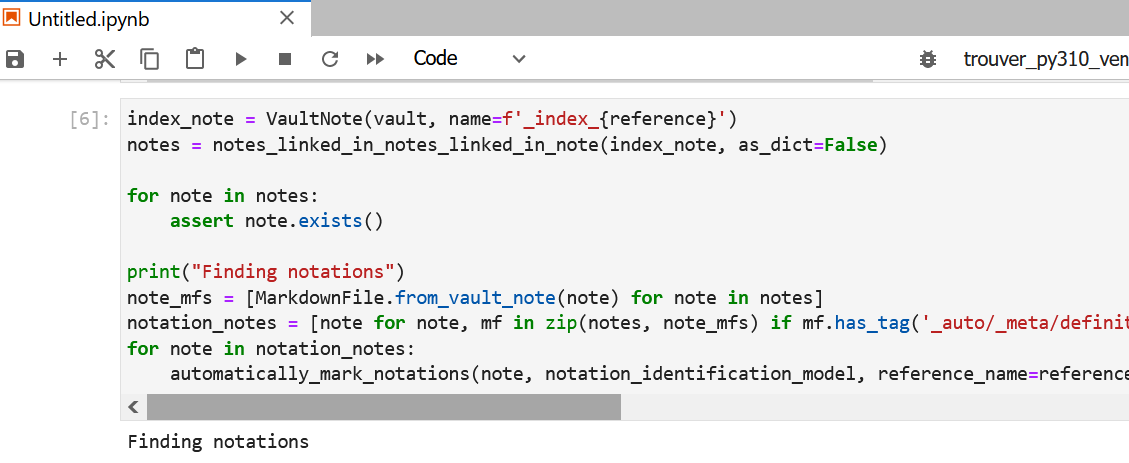 Untitled.ipynb
Code
trouver_py310_ven
[6]:
index_note = VaultNote(vault, name=f'_index_{reference}')
notes = notes_linked_in_notes_linked_in_note(index_note, as_dict=False)
for note in notes:
    assert note.exists()
print("Finding notations")
note_mfs = [MarkdownFile.from_vault_note(note) for note in notes]
notation_notes = [note for note, mf in zip(notes, note_mfs) if mf.has_tag('_auto/_meta/definit
for note in notation_notes:
    automatically_mark_notations(note, notation_identification_model, reference_name=reference
Finding notations